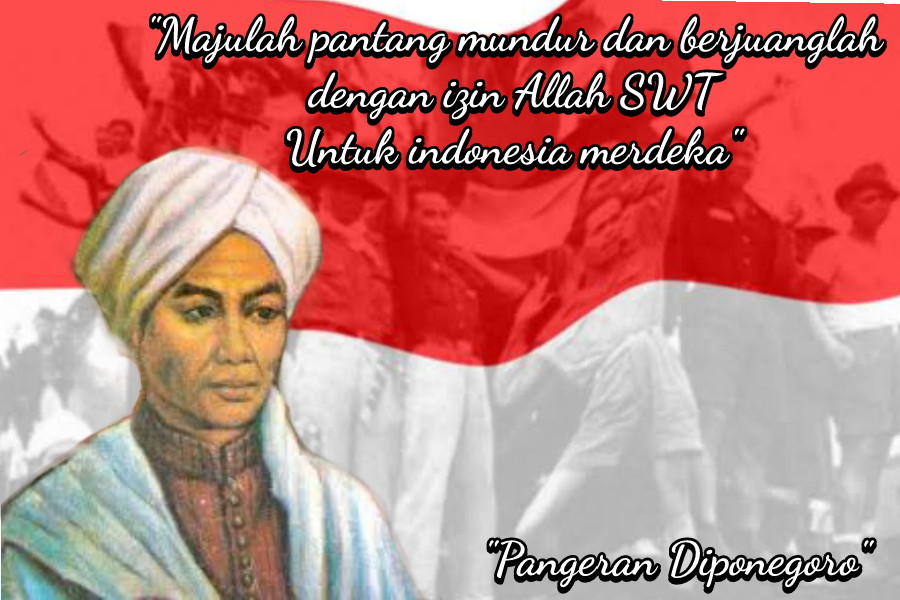 "Majulah pantang mundur dan berjuanglah
dengan izin Allah SWT
Untuk indonesia merdeka"
"Pangeran Diponegoro"